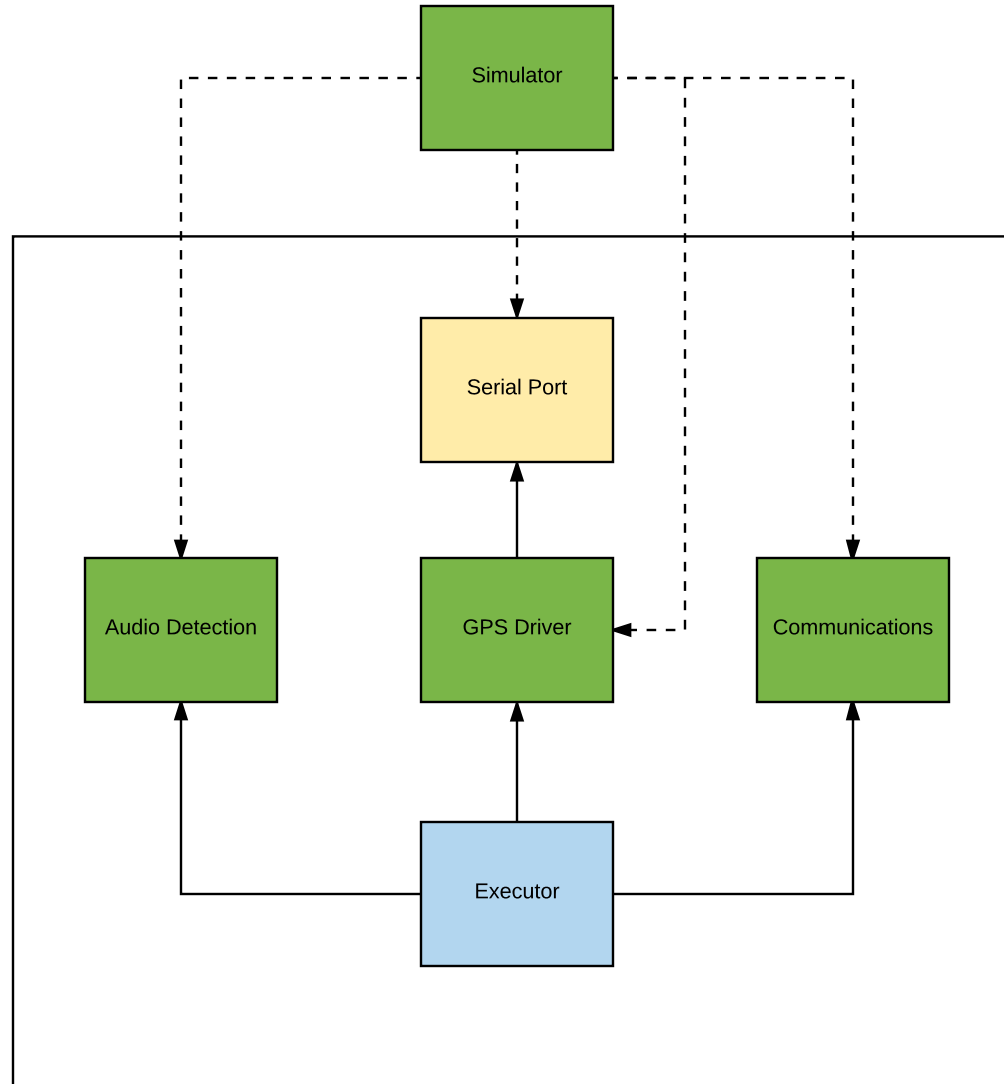 Simulator
Serial Port
Audio Detection
GPS Driver
Communications
Executor